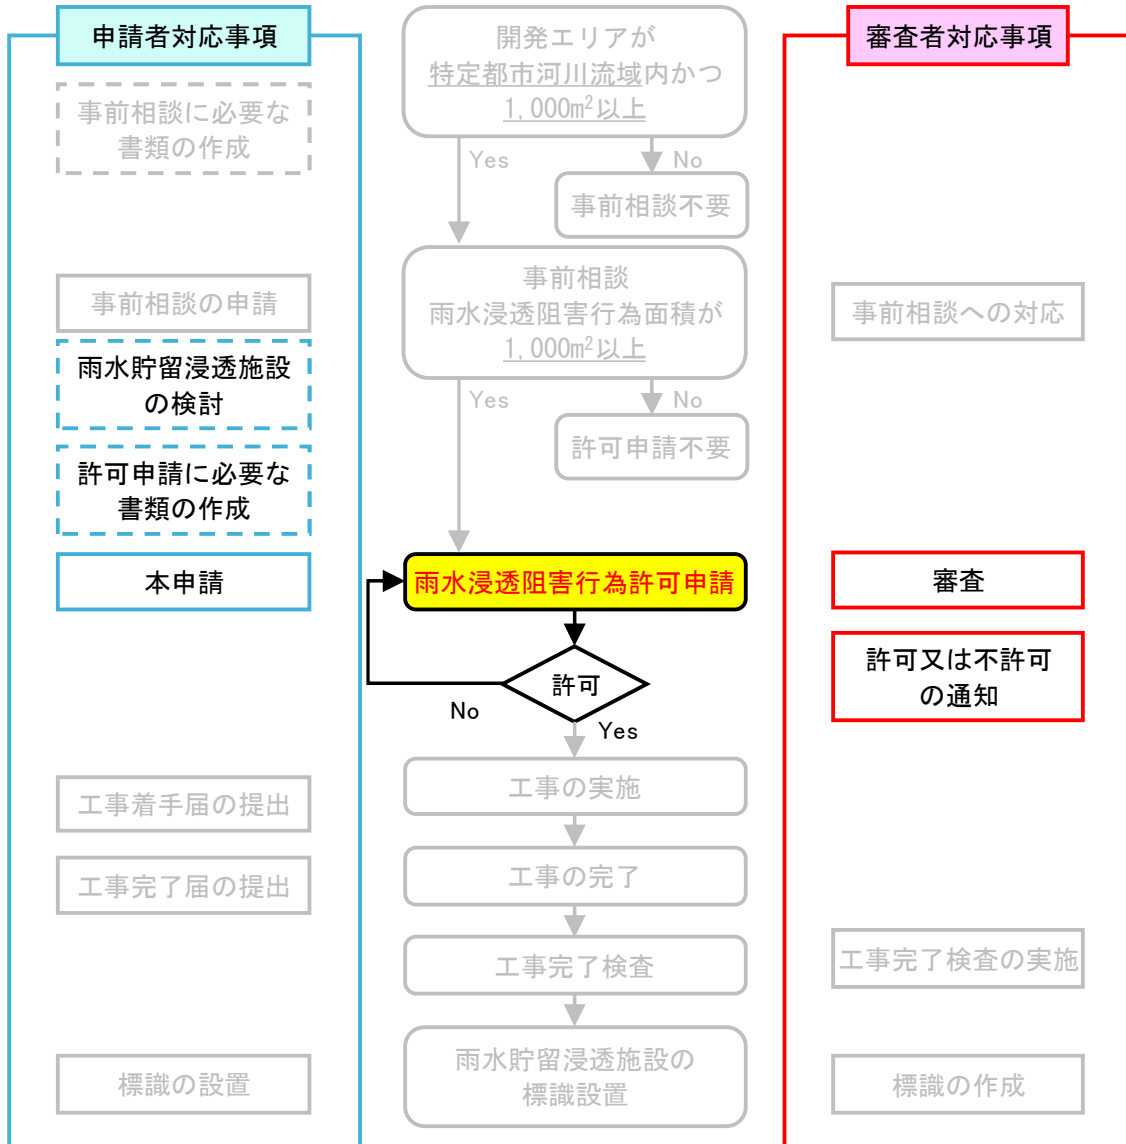 申請者対応事項
事前相談に必要な
書類の作成
事前相談の申請
雨水貯留浸透施設
の検討
許可申請に必要な
書類の作成
本申請
工事着手届の提出
工事完了届の提出
標識の設置
開発エリアが
特定都市河川流域内かつ
1,000m²以上
Yes
No
事前相談不要
事前相談
雨水浸透阻害行為面積が
1,000m²以上
Yes
No
許可申請不要
雨水浸透阻害行為許可申請
許可
No
Yes
工事の実施
工事の完了
工事完了検査
雨水貯留浸透施設の
標識設置
審査者対応事項
事前相談への対応
審査
許可又は不許可
の通知
工事完了検査の実施
標識の作成